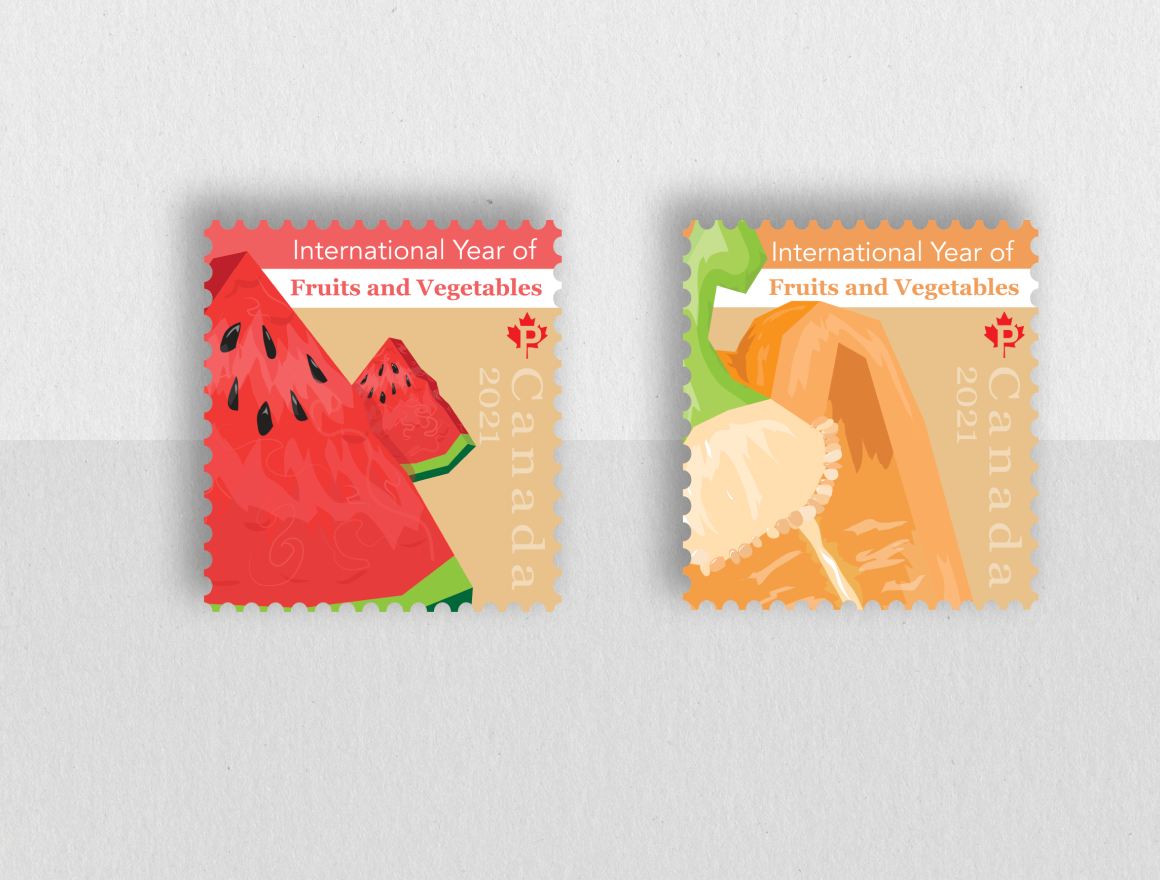 International Year of
Fruits and Vegetables
P
Canada
2021
International Year of
Fruits and Vegetables
P
Canada
2021